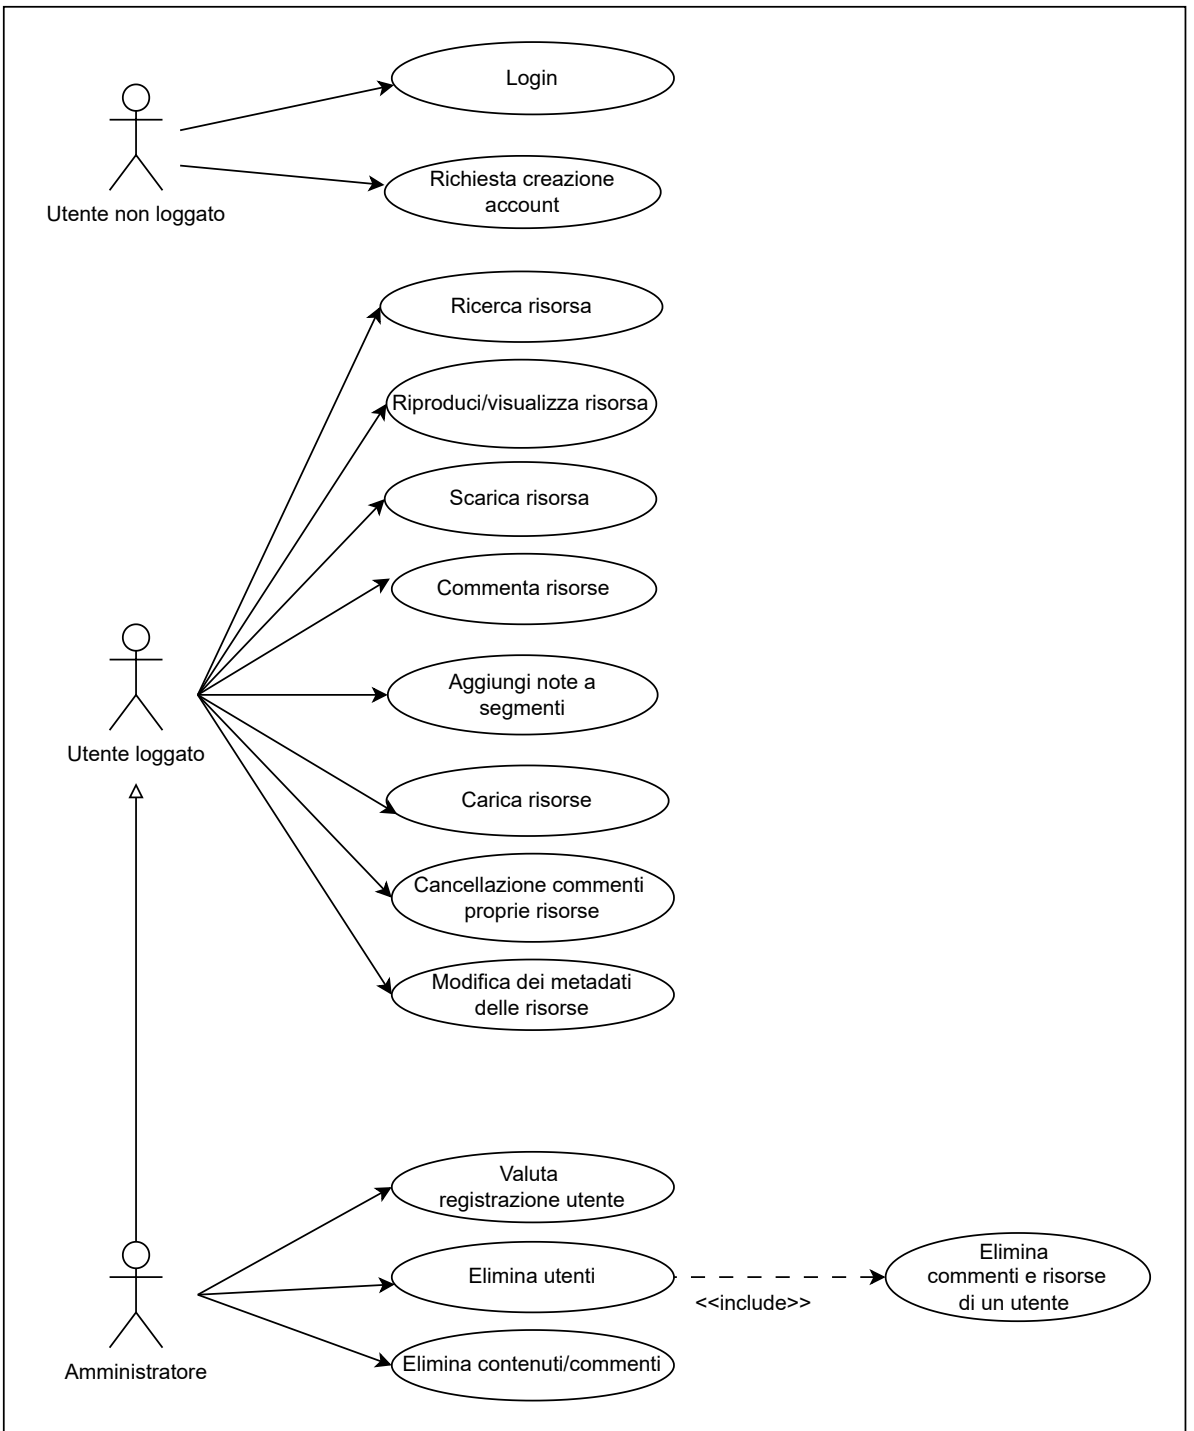 Login
Utente non loggato
Richiesta creazione
account
Ricerca risorsa
Riproduci/visualizza risorsa
Scarica risorsa
Commenta risorse
Aggiungi note a
segmenti
Utente loggato
Carica risorse
Cancellazione commenti
proprie risorse
Modifica dei metadati
delle risorse
Valuta
registrazione utente
Elimina utenti
<<include>>
Elimina
commenti e risorse
di un utente
Elimina contenuti/commenti
Amministratore